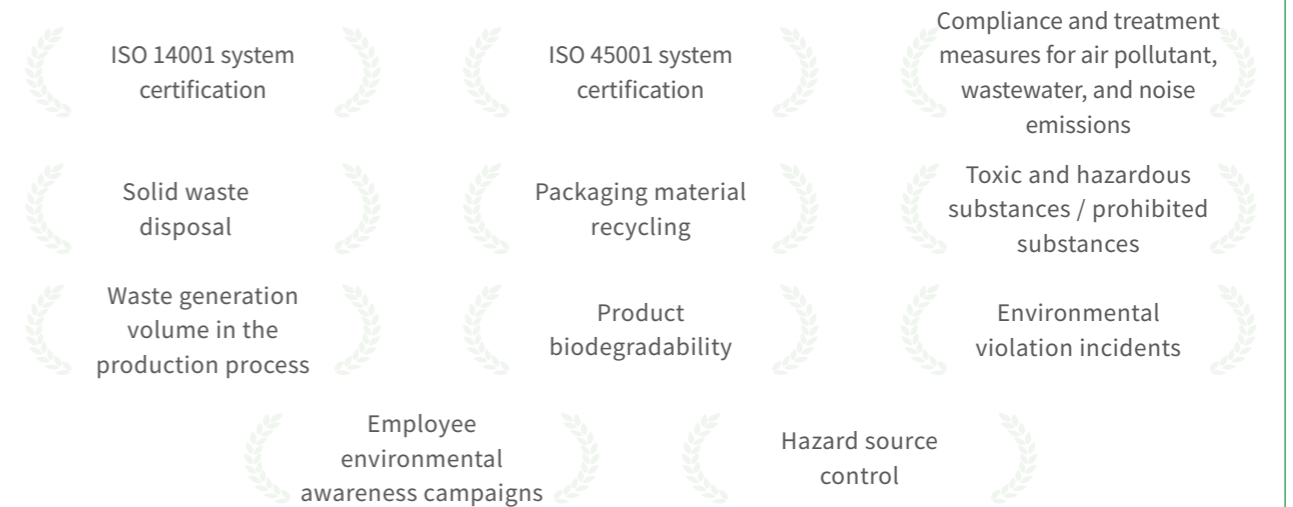 ISO 14001 system
certification
ISO 45001 system
certification
Compliance and treatment
measures for air pollutant,
wastewater, and noise
emissions
Solid waste
disposal
Packaging material
recycling
Toxic and hazardous
substances / prohibited
substances
Waste generation
volume in the
production process
Product
biodegradability
Environmental
violation incidents
Employee
environmental
awareness campaigns
Hazard source
control